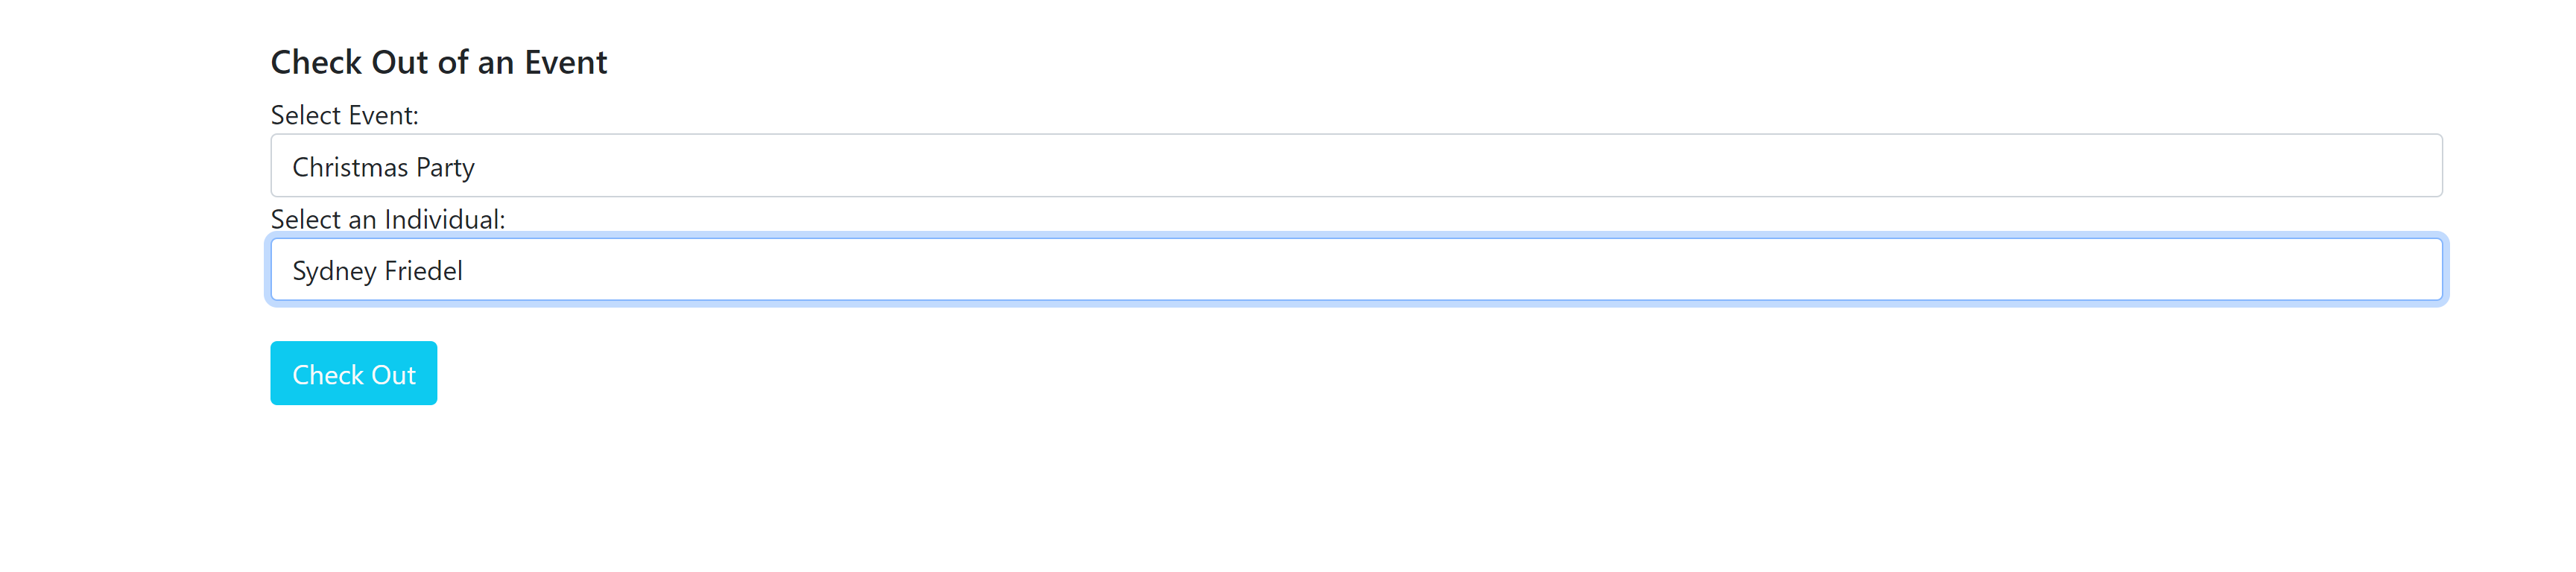 Check Out of an Event
Select Event:
Christmas Party
Select an Individual:
Sydney Friedel
Check Out